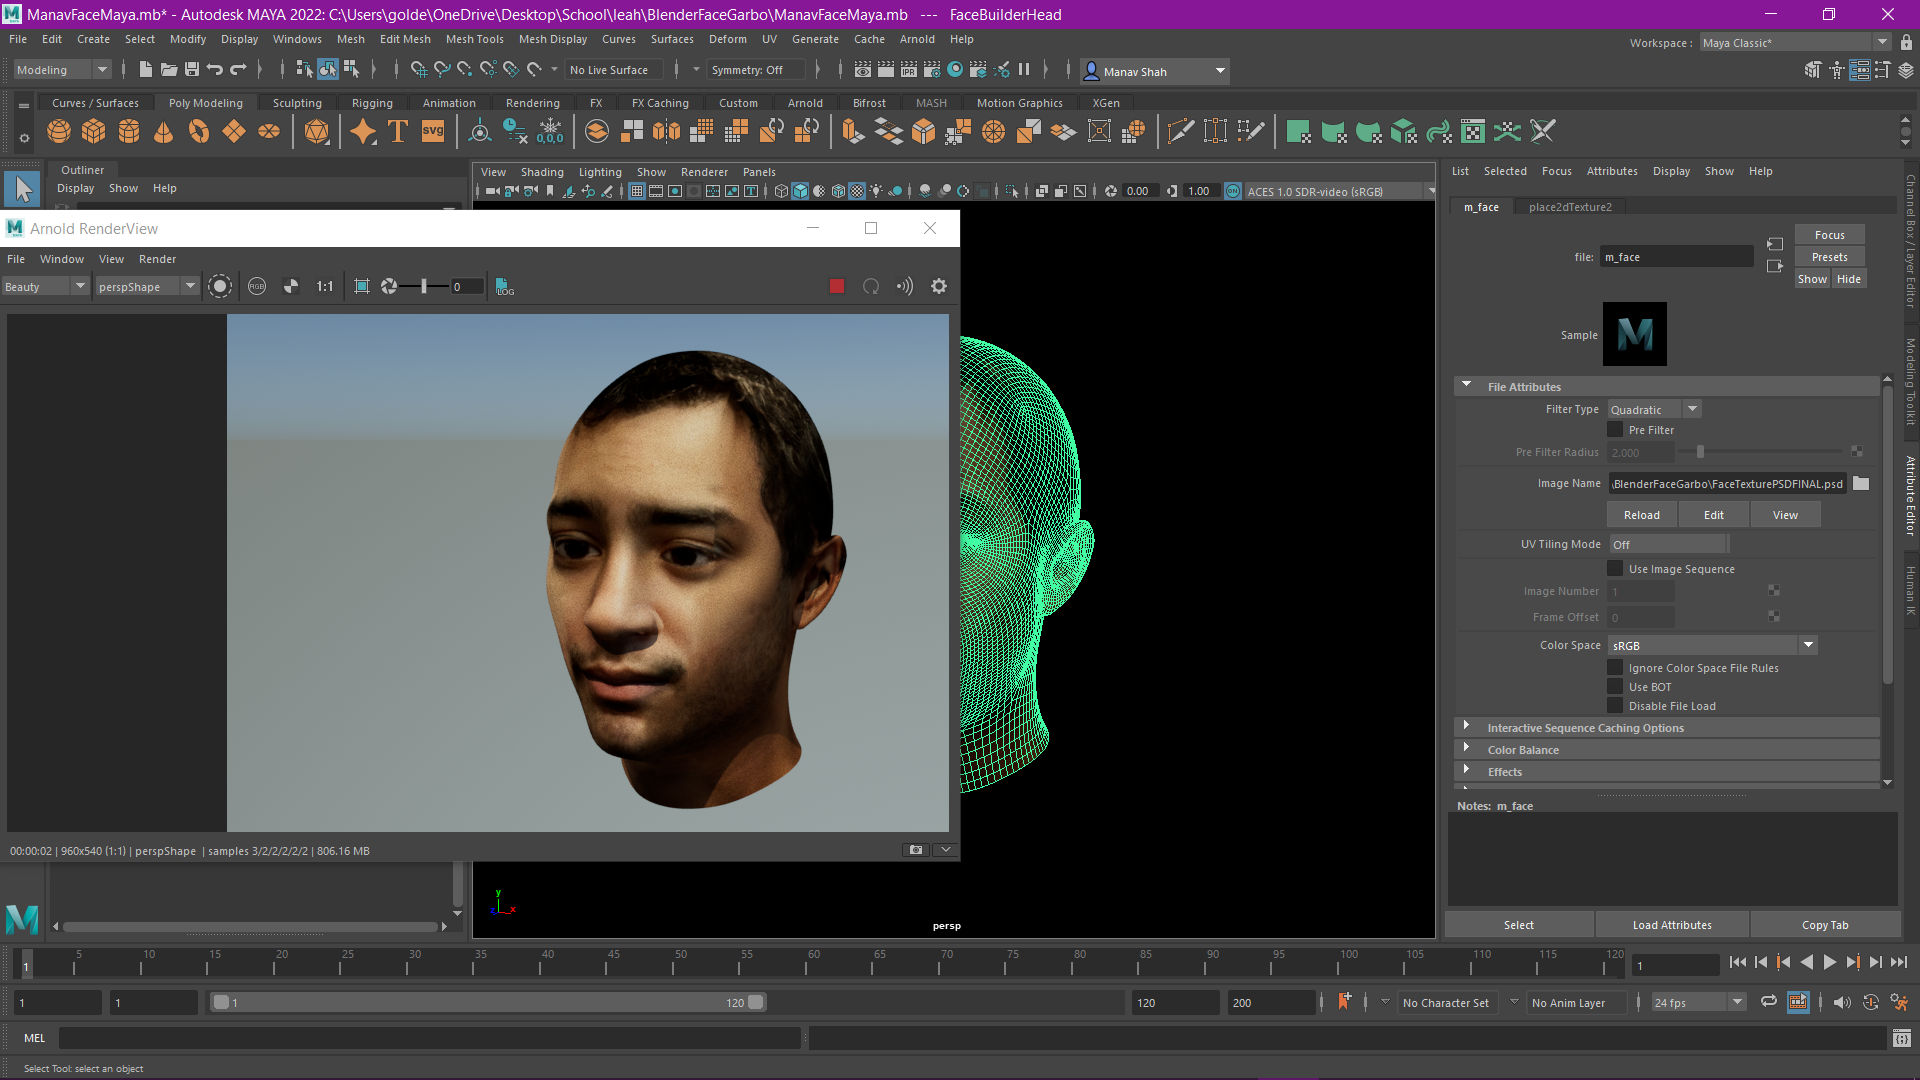 ManavFaceMaya.mb* - Autodesk MAYA 2022: C:\Users\golde\OneDrive\Desktop\School\leah\BlenderFaceGarbo\ManavFaceMaya.mb --- FaceBuilderHead
File Edit Create Select Modify Display Windows Mesh Edit Mesh Mesh Tools Mesh Display Curves Surfaces Deform UV Generate Cache Arnold Help
Workspace : Maya Classic*
Modeling No Live Surface Symmetry: Off IPR Manav Shah
Curves / Surfaces Poly Modeling Sculpting Rigging Animation Rendering FX FX Caching Custom Arnold Bifrost MASH Motion Graphics XGen
T SVG 0,0,0
Outliner
Display Show Help
View Shading Lighting Show Renderer Panels
0.00 1.00 ON ACES 1.0 SDR-video (sRGB)
List Selected Focus Attributes Display Show Help
m_face place2dTexture2
Arnold RenderView
File Window View Render
Beauty perspShape RGB 1:1 0 LOG
file: m_face
Focus
Presets
Show Hide
Sample
File Attributes
Filter Type Quadratic
Pre Filter
Pre Filter Radius 2.000
Image Name \BlenderFaceGarbo\FaceTexturePSDFINAL.psd
Reload Edit View
UV Tiling Mode Off
Use Image Sequence
Image Number 1
Frame Offset 0
Color Space sRGB
Ignore Color Space File Rules
Use BOT
Disable File Load
Interactive Sequence Caching Options
Color Balance
Effects
Notes: m_face
Select Load Attributes Copy Tab
Channel Box / Layer Editor
Modeling Toolkit
Attribute Editor
Human IK
00:00:02 | 960x540 (1:1) | perspShape | samples 3/2/2/2/2/2 | 806.16 MB
y
z x
persp
1 5 10 15 20 25 30 35 40 45 50 55 60 65 70 75 80 85 90 95 100 105 110 115 120 1
1 1 1 120 120 200 No Character Set No Anim Layer 24 fps
MEL
Select Tool: select an object